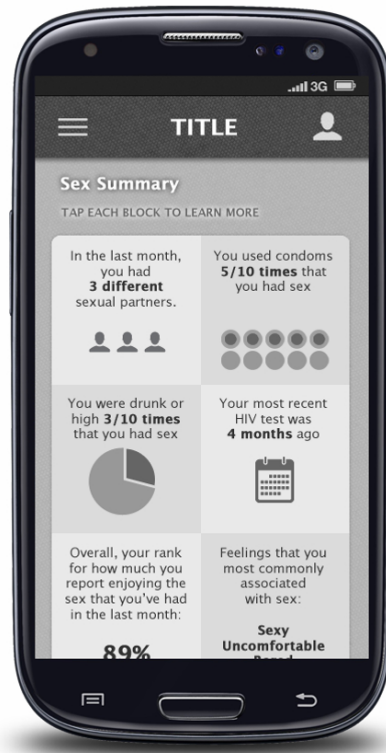 3G
TITLE
Sex Summary
TAP EACH BLOCK TO LEARN MORE
In the last month,
you had
3 different
sexual partners.
You used condoms
5/10 times that
you had sex
You were drunk or
high 3/10 times
that you had sex
Your most recent
HIV test was
4 months ago
Overall, your rank
for how much you
report enjoying the
sex that you’ve had
in the last month:
89%
Feelings that you
most commonly
associated
with sex:
Sexy
Uncomfortable